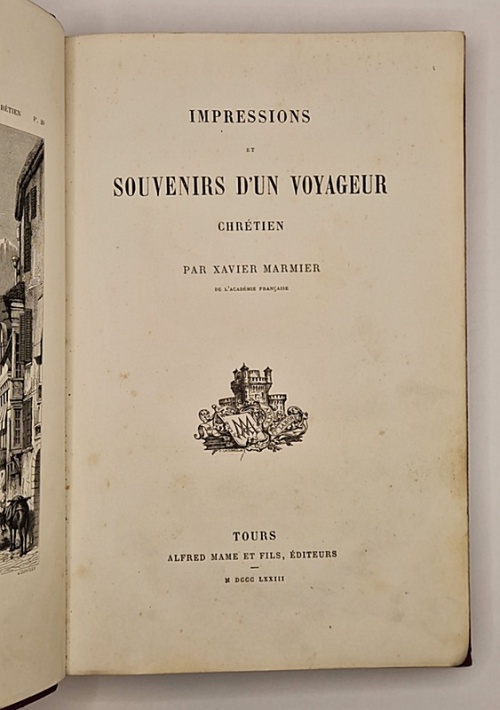 RÉTIEN
IMPRESSIONS
ET
SOUVENIRS D'UN VOYAGEUR
CHRÉTIEN
PAR XAVIER MARMIER
DE L'ACADÉMIE FRANÇAISE
TOURS
ALFRED MAME ET FILS, ÉDITEURS
M DCCC LXXIII